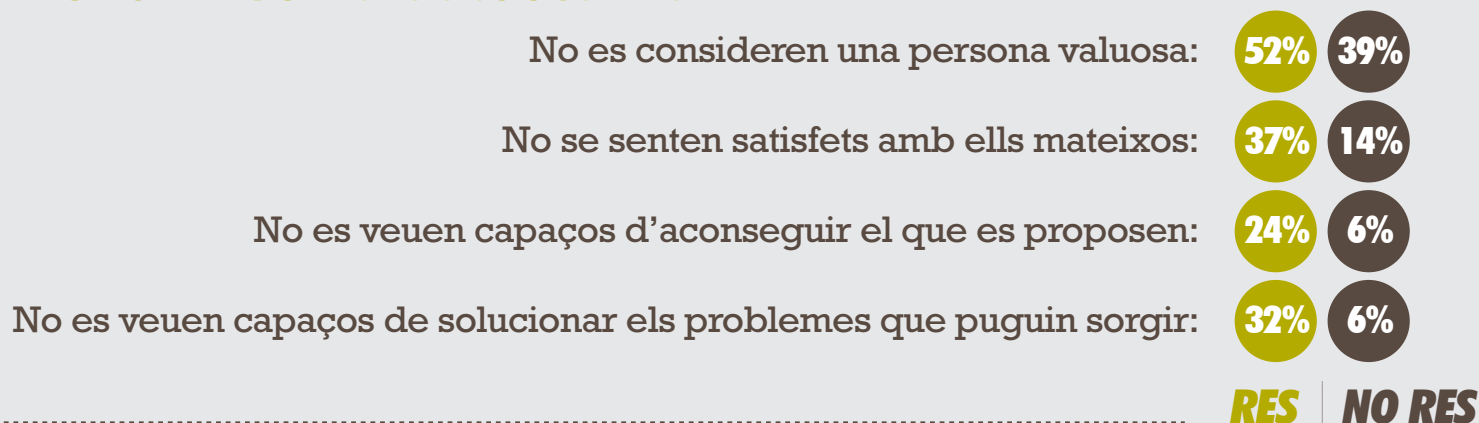 No es consideren una persona valuosa: 52% 39%
No se senten satisfets amb ells mateixos: 37% 14%
No es veuen capaços d’aconseguir el que es proposen: 24% 6%
No es veuen capaços de solucionar els problemes que puguin sorgir: 32% 6%
RES NO RES